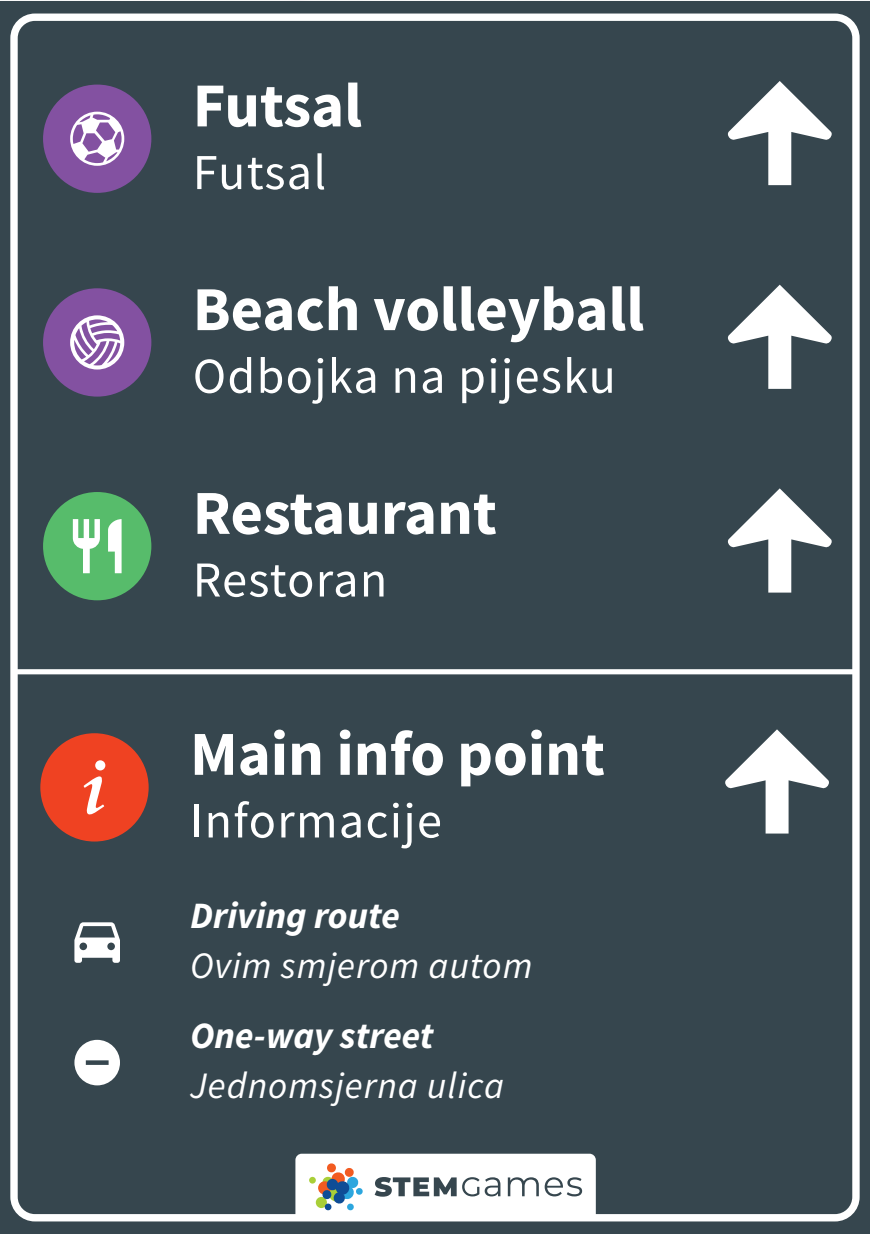 Futsal
Futsal
Beach volleyball
Odbojka na pijesku
Restaurant
Restoran
i
Main info point
Informacije
Driving route
Ovim smjerom autom
One-way street
Jednomsjerna ulica
STEMGames